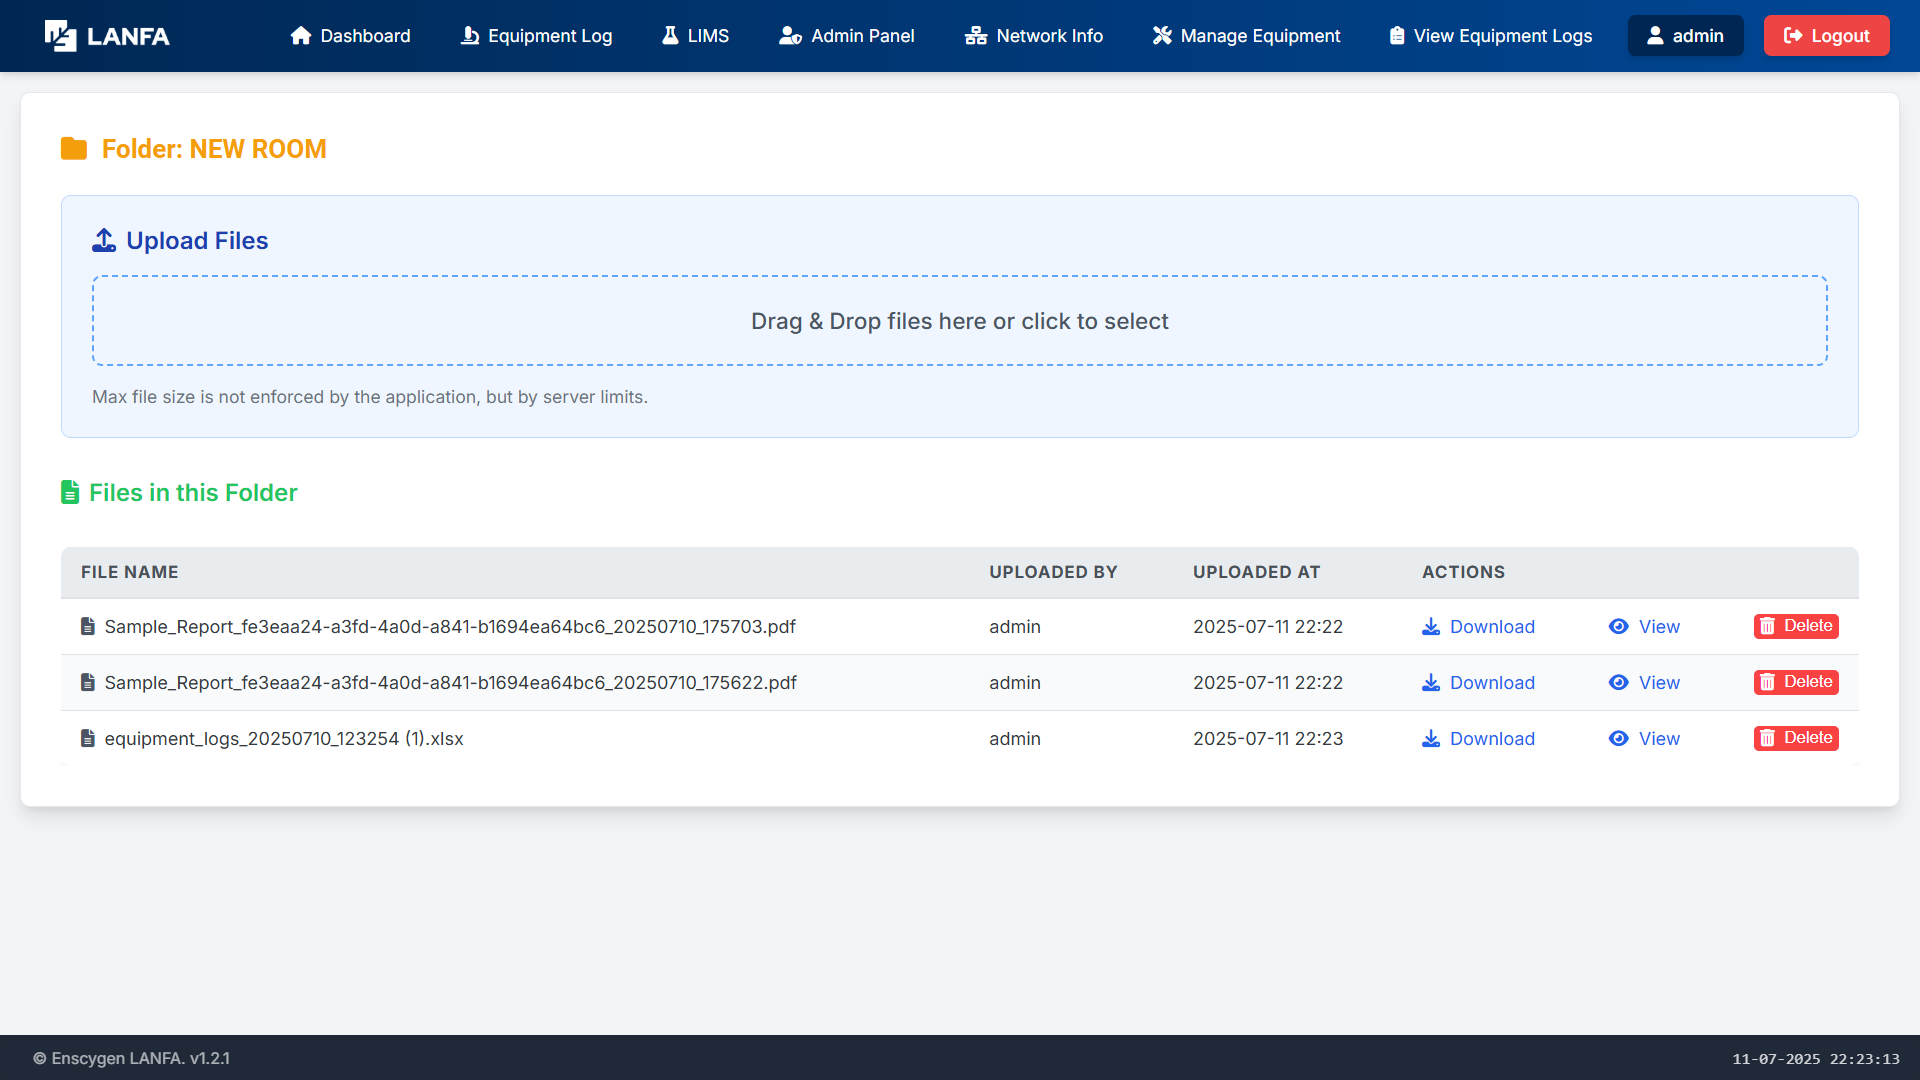 LANFA
Dashboard
Equipment Log
LIMS
Admin Panel
Network Info
Manage Equipment
View Equipment Logs
admin
Logout
Folder: NEW ROOM
Upload Files
Drag & Drop files here or click to select
Max file size is not enforced by the application, but by server limits.
Files in this Folder
FILE NAME UPLOADED BY UPLOADED AT ACTIONS
Sample_Report_fe3eaa24-a3fd-4a0d-a841-b1694ea64bc6_20250710_175703.pdf admin 2025-07-11 22:22 Download View Delete
Sample_Report_fe3eaa24-a3fd-4a0d-a841-b1694ea64bc6_20250710_175622.pdf admin 2025-07-11 22:22 Download View Delete
equipment_logs_20250710_123254 (1).xlsx admin 2025-07-11 22:23 Download View Delete
© Enscygen LANFA. v1.2.1
11-07-2025 22:23:13